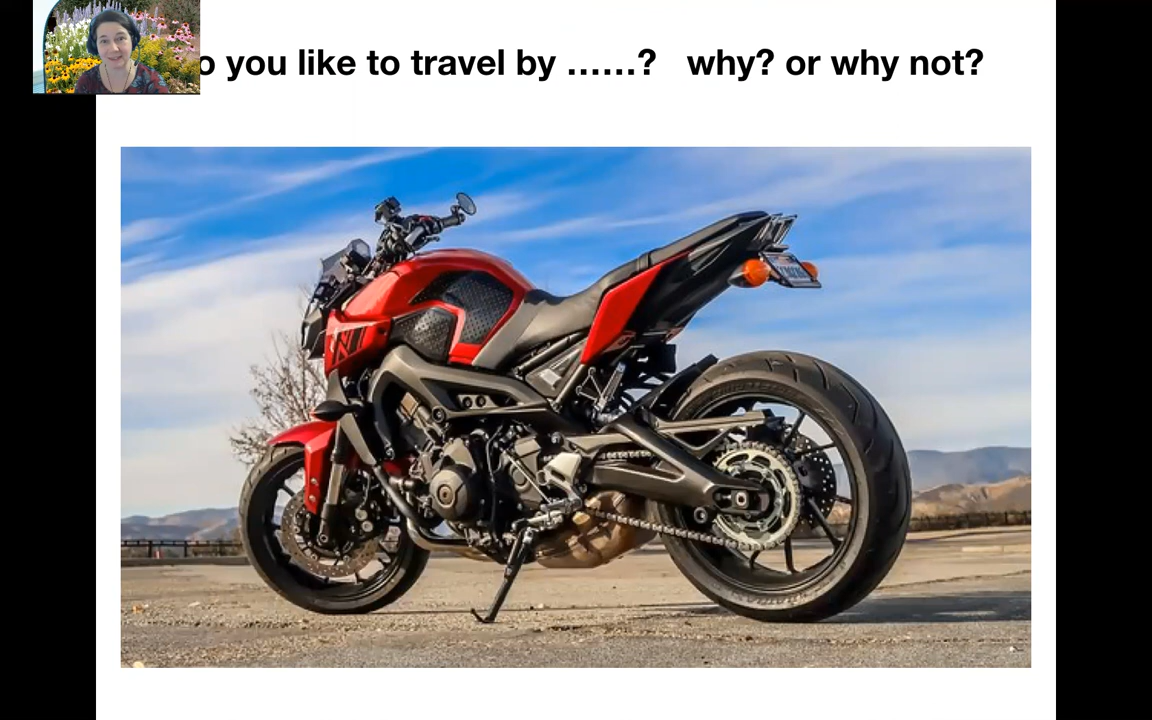 o you like to travel by ......? why? or why not?